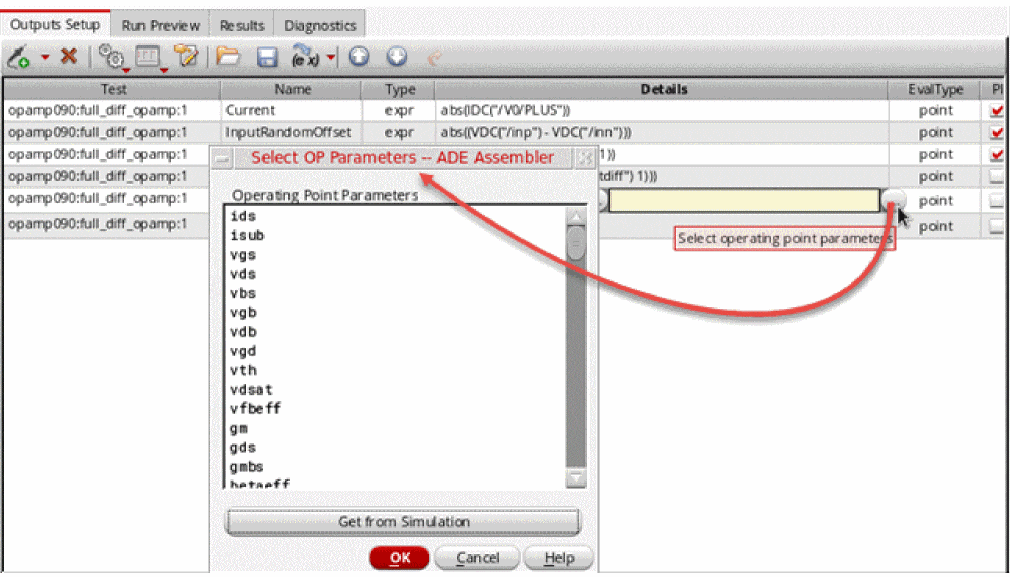 Outputs Setup Run Preview Results Diagnostics
(e x)
Test Name Type Details EvalType Pl
opamp090:full_diff_opamp:1 Current expr abs(IDC("/V0/PLUS")) point
opamp090:full_diff_opamp:1 InputRandomOffset expr abs((VDC("/inp") - VDC("/inn"))) point
opamp090:full_diff_opamp:1 1)) point
opamp090:full_diff_opamp:1 tdiff") 1))) point
opamp090:full_diff_opamp:1 point
opamp090:full_diff_opamp:1 point
Select OP Parameters -- ADE Assembler
Operating Point Parameters
ids
isub
vgs
vds
vbs
vgb
vdb
vgd
vth
vdsat
vfbeff
gm
gds
gmbs
betaeff
Get from Simulation
OK Cancel Help
Select operating point parameters